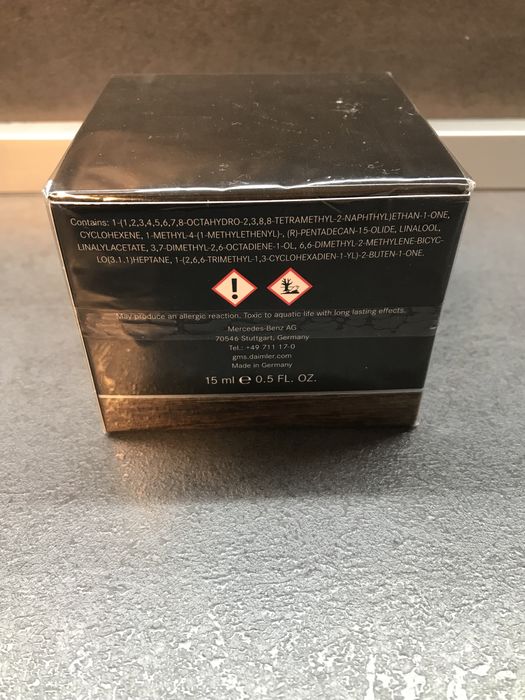 Contains: 1-(1,2,3,4,5,6,7,8-OCTAHYDRO-2,3,8,8-TETRAMETHYL-2-NAPHTHYL)ETHAN-1-ONE,
CYCLOHEXENE, 1-METHYL-4-(1-METHYLETHENYL)-, (R)-PENTADECAN-15-OLIDE, LINALOOL,
LINALYLACETATE, 3,7-DIMETHYL-2,6-OCTADIENE-1-OL, 6,6-DIMETHYL-2-METHYLENE-BICYC-
LO(3.1.1)HEPTANE, 1-(2,6,6-TRIMETHYL-1,3-CYCLOHEXADIEN-1-YL)-2-BUTEN-1-ONE.
May produce an allergic reaction. Toxic to aquatic life with long lasting effects.
Mercedes-Benz AG
70546 Stuttgart, Germany
Tel.: +49 711 17-0
gms.daimler.com
Made in Germany
15 ml ℮ 0.5 FL. OZ.